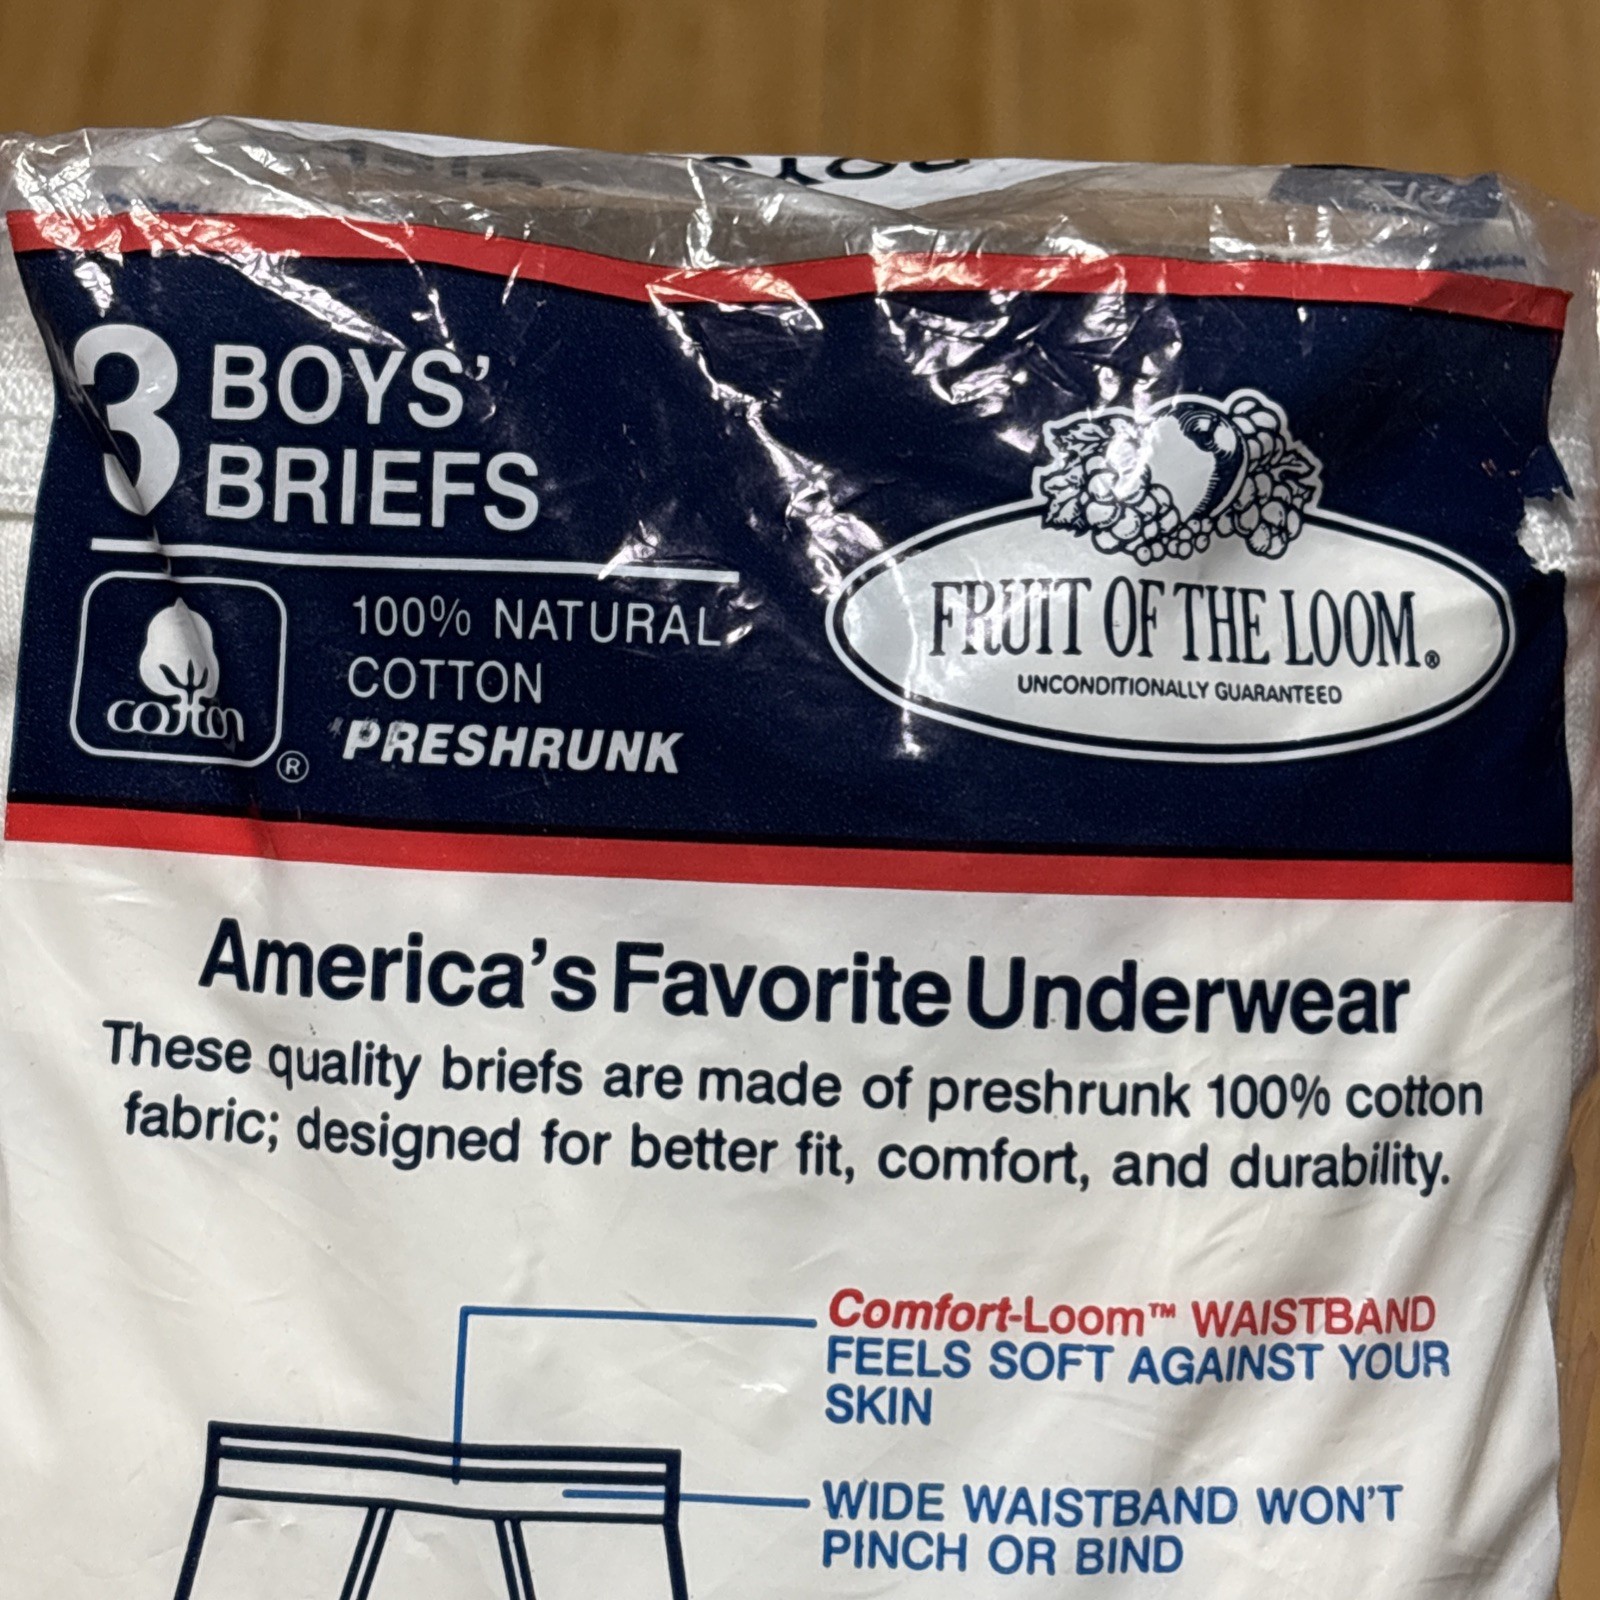 3 BOYS'
BRIEFS
cotton ®
100% NATURAL
COTTON
PRESHRUNK
FRUIT OF THE LOOM®
UNCONDITIONALLY GUARANTEED
America's Favorite Underwear
These quality briefs are made of preshrunk 100% cotton
fabric; designed for better fit, comfort, and durability.
Comfort-Loom™ WAISTBAND
FEELS SOFT AGAINST YOUR
SKIN
WIDE WAISTBAND WON'T
PINCH OR BIND